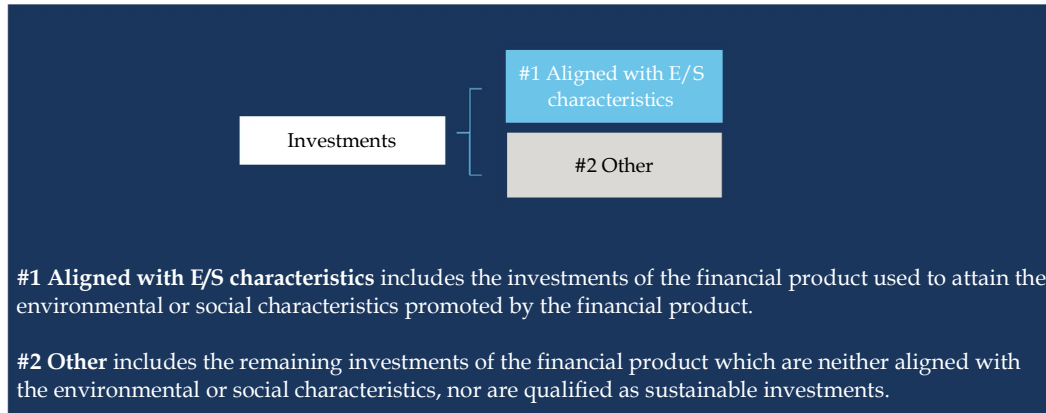 #1 Aligned with E/S
characteristics
Investments
#2 Other
#1 Aligned with E/S characteristics includes the investments of the financial product used to attain the
environmental or social characteristics promoted by the financial product.
#2 Other includes the remaining investments of the financial product which are neither aligned with
the environmental or social characteristics, nor are qualified as sustainable investments.